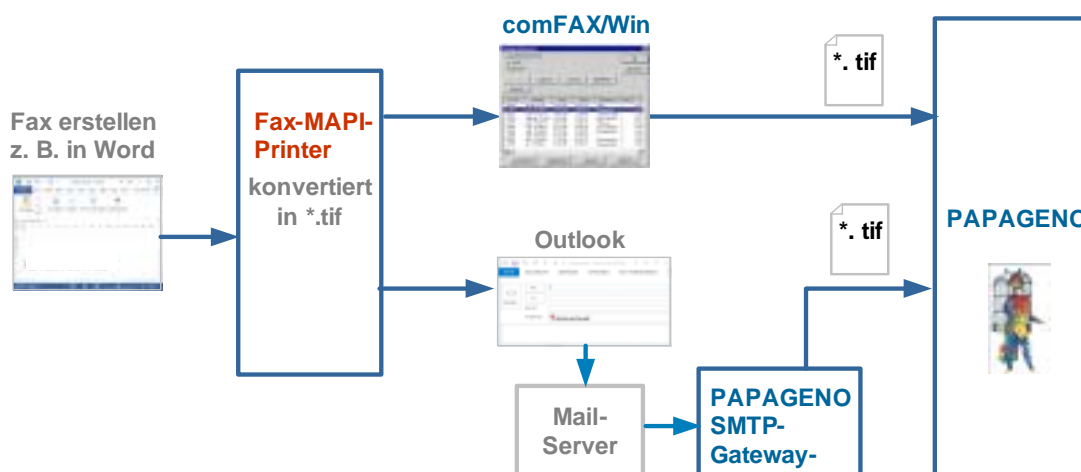 comFAX/Win
*. tif
Fax erstellen
z. B. in Word
Fax-MAPI-
Printer
konvertiert
in *.tif
Outlook
*. tif
PAPAGENO
Mail-
Server
PAPAGENO
SMTP-
Gateway-